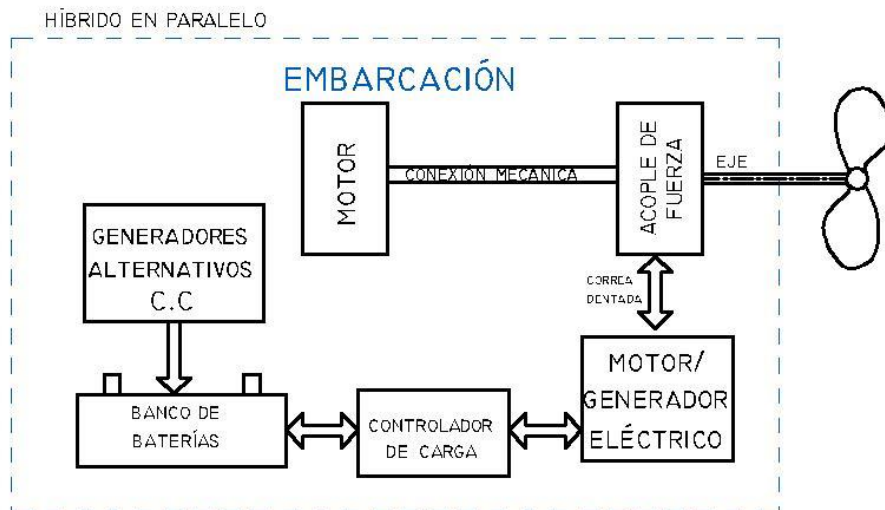 HÍBRIDO EN PARALELO
EMBARCACIÓN
MOTOR
CONEXIÓN MECANICA
ACOPLE DE
FUERZA
EJE
GENERADORES
ALTERNATIVOS
C.C
CORREA
DENTADA
MOTOR/
GENERADOR
ELÉCTRICO
BANCO DE
BATERÍAS
CONTROLADOR
DE CARGA